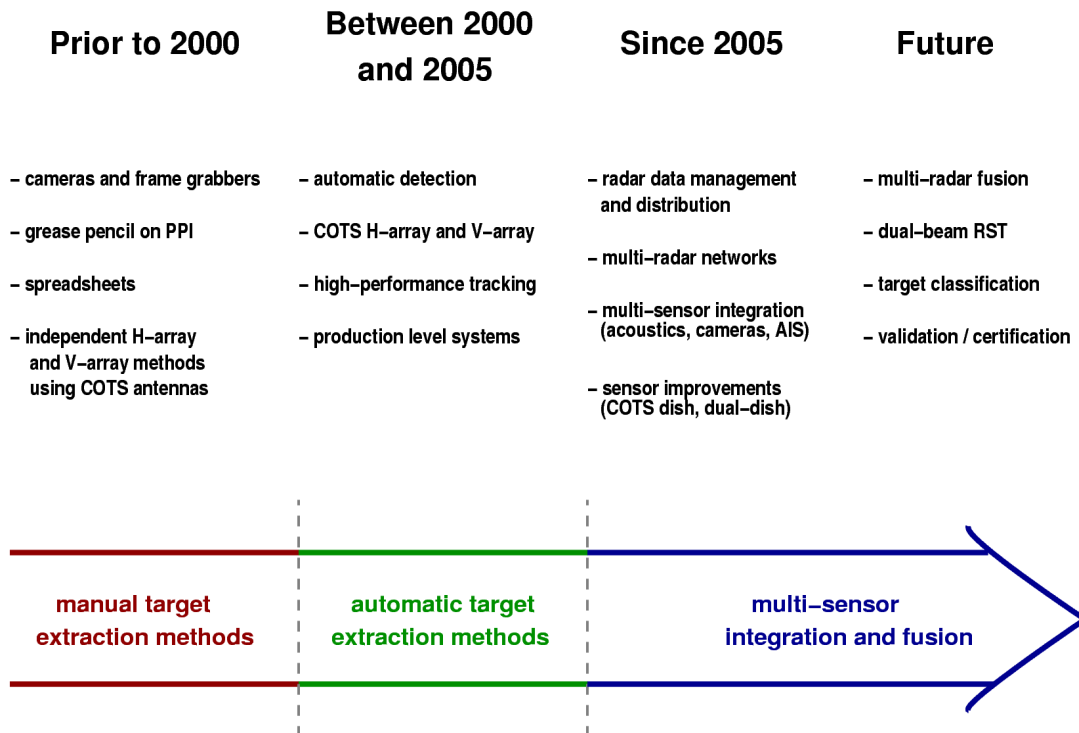 Prior to 2000
– cameras and frame grabbers
– grease pencil on PPI
– spreadsheets
– independent H–array
and V–array methods
using COTS antennas
Between 2000
and 2005
– automatic detection
– COTS H–array and V–array
– high–performance tracking
– production level systems
Since 2005
– radar data management
and distribution
– multi–radar networks
– multi–sensor integration
(acoustics, cameras, AIS)
– sensor improvements
(COTS dish, dual–dish)
Future
– multi–radar fusion
– dual–beam RST
– target classification
– validation / certification
manual target
extraction methods
automatic target
extraction methods
multi–sensor
integration and fusion